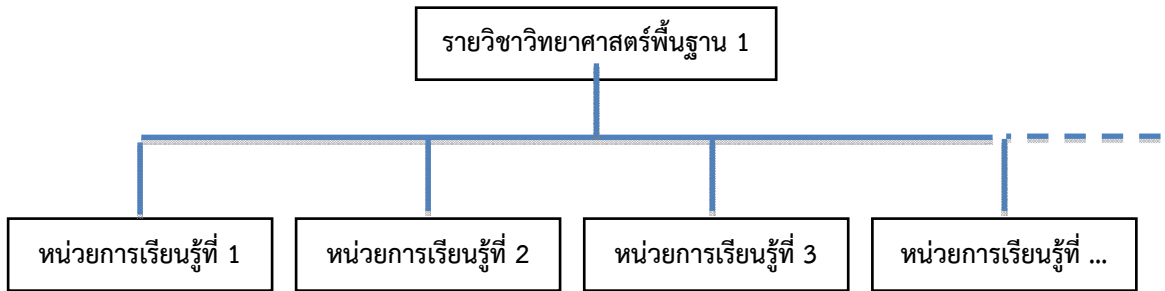 รายวิชาวิทยาศาสตร์พื้นฐาน 1
หน่วยการเรียนรู้ที่ 1
หน่วยการเรียนรู้ที่ 2
หน่วยการเรียนรู้ที่ 3
หน่วยการเรียนรู้ที่ ...